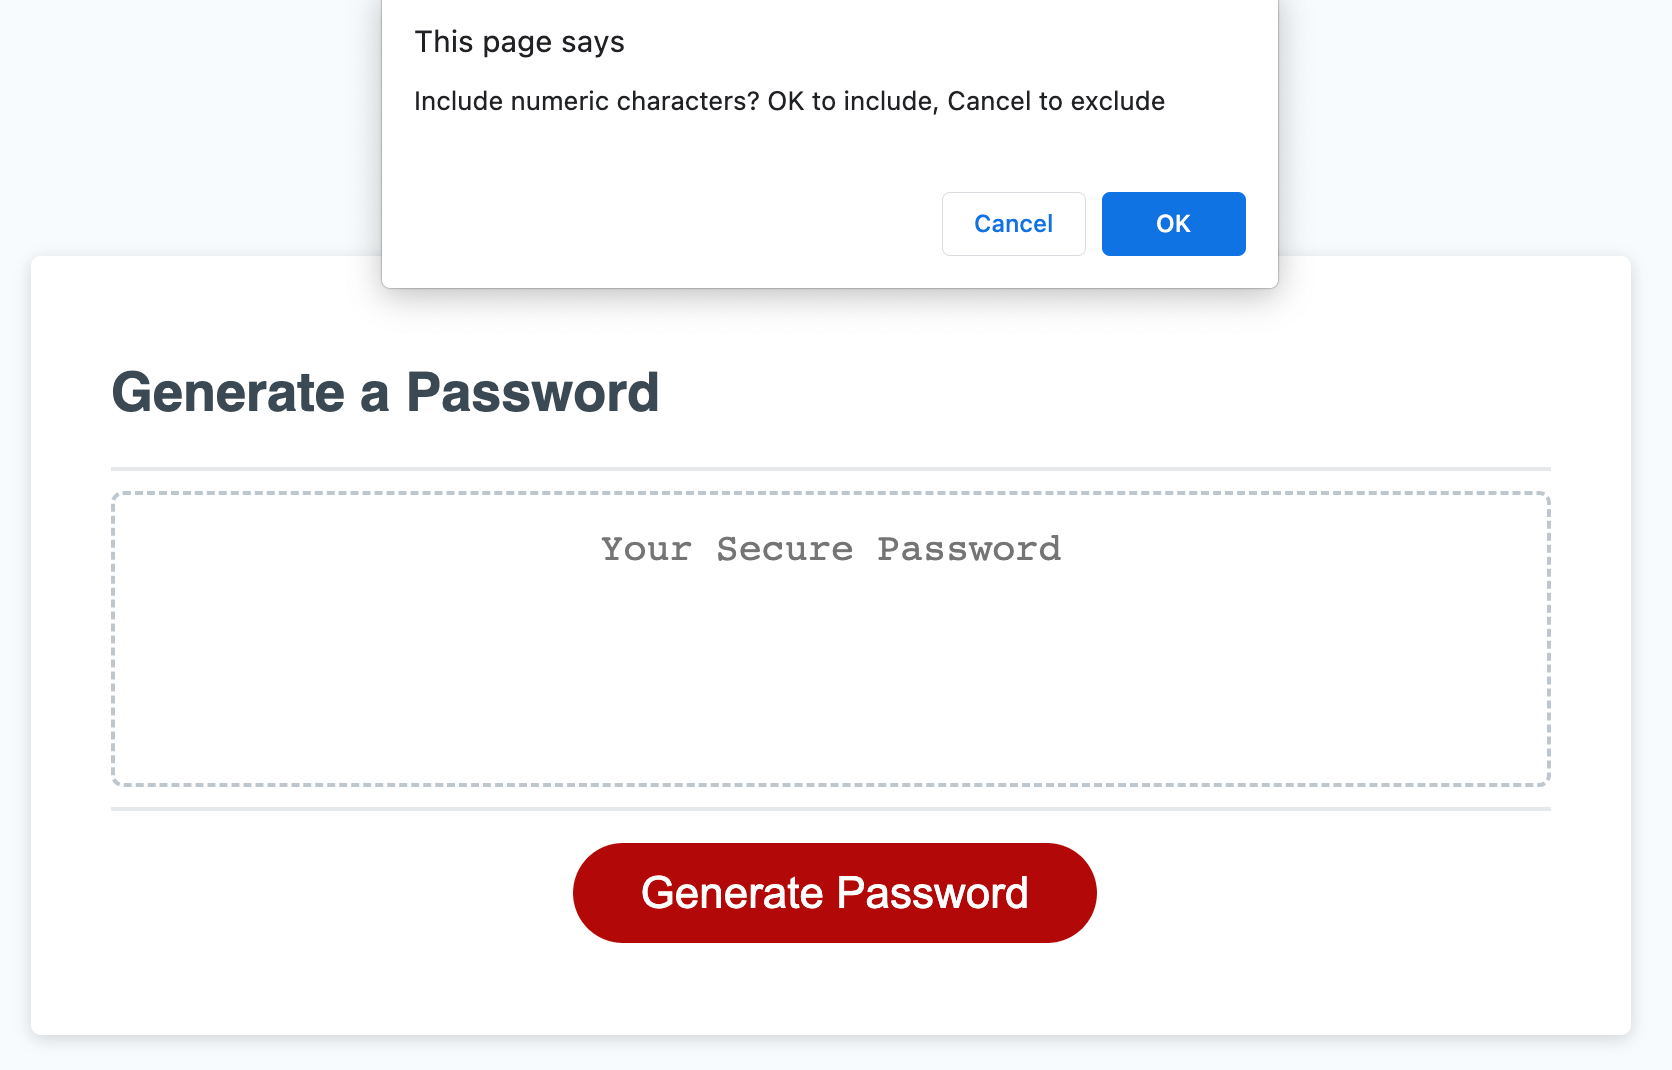 This page says
Include numeric characters? OK to include, Cancel to exclude
Cancel
OK
Generate a Password
Your Secure Password
Generate Password